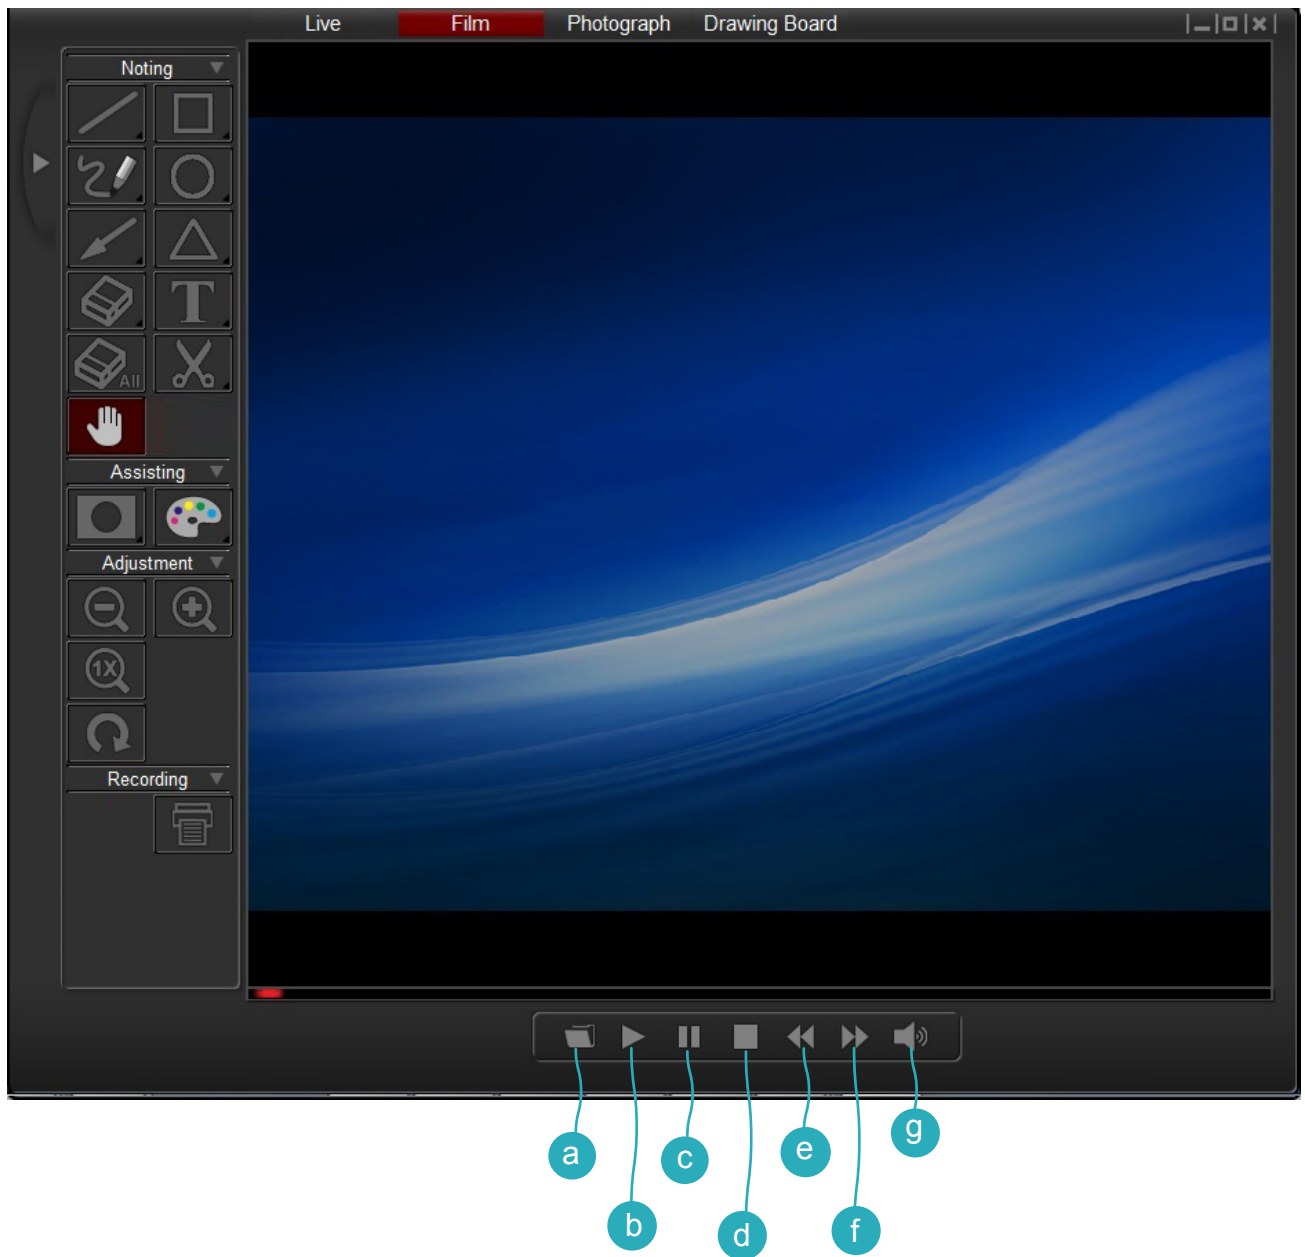 Live Film Photograph Drawing Board
Noting
T
All
Assisting
Adjustment
1X
Recording
a
b
c
d
e
f
g